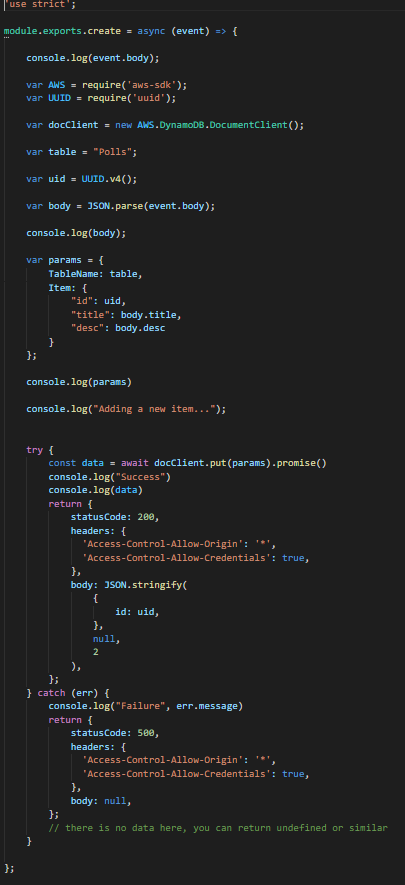 'use strict';
module.exports.create = async (event) => {
console.log(event.body);
var AWS = require('aws-sdk');
var UUID = require('uuid');
var docClient = new AWS.DynamoDB.DocumentClient();
var table = "Polls";
var uid = UUID.v4();
var body = JSON.parse(event.body);
console.log(body);
var params = {
TableName: table,
Item: {
"id": uid,
"title": body.title,
"desc": body.desc
}
};
console.log(params)
console.log("Adding a new item...");
try {
const data = await docClient.put(params).promise()
console.log("Success")
console.log(data)
return {
statusCode: 200,
headers: {
'Access-Control-Allow-Origin': '*',
'Access-Control-Allow-Credentials': true,
},
body: JSON.stringify(
{
id: uid,
},
null,
2
),
};
} catch (err) {
console.log("Failure", err.message)
return {
statusCode: 500,
headers: {
'Access-Control-Allow-Origin': '*',
'Access-Control-Allow-Credentials': true,
},
body: null,
};
// there is no data here, you can return undefined or similar
}
};